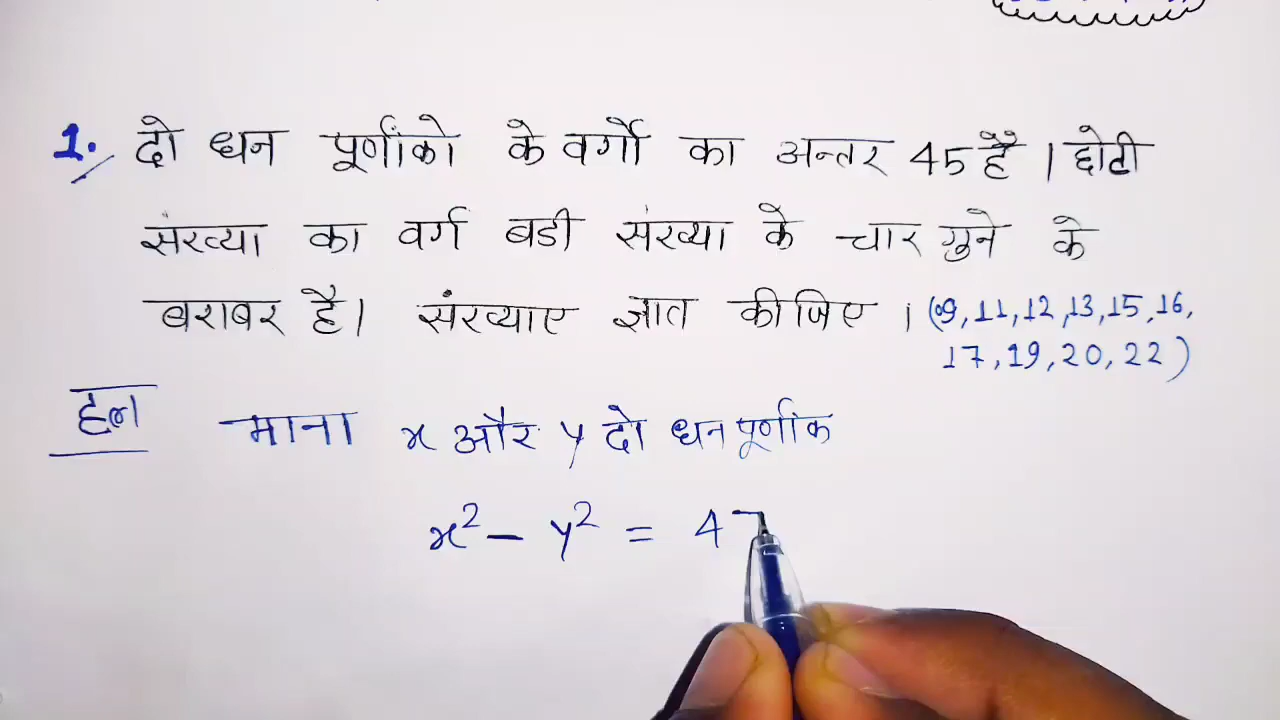 1. दो धन पूर्णांको के वर्गों का अन्तर 45 है । छोटी
संख्या का वर्ग बडी संख्या के चार गुने के
बराबर है। संख्याए ज्ञात कीजिए । (09, 11, 12, 13, 15, 16,
17, 19, 20, 22)
हल माना x और y दो धन पूर्णांक
x² - y² = 4